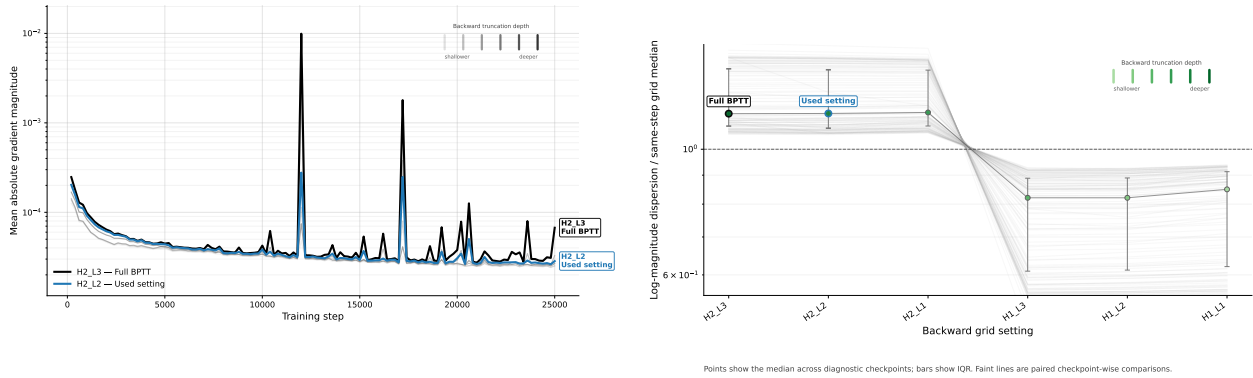 Mean absolute gradient magnitude
10⁻²
10⁻³
10⁻⁴
Backward truncation depth
shallower
deeper
H2_L3
Full BPTT
H2_L2
Used setting
H2_L3 — Full BPTT
H2_L2 — Used setting
0
5000
10000
15000
20000
25000
Training step
Log-magnitude dispersion / same-step grid median
10⁰
6 × 10⁻¹
Backward truncation depth
shallower
deeper
Full BPTT
Used setting
H2_L3
H2_L2
H2_L1
H1_L3
H1_L2
H1_L1
Backward grid setting
Points show the median across diagnostic checkpoints; bars show IQR. Faint lines are paired checkpoint-wise comparisons.